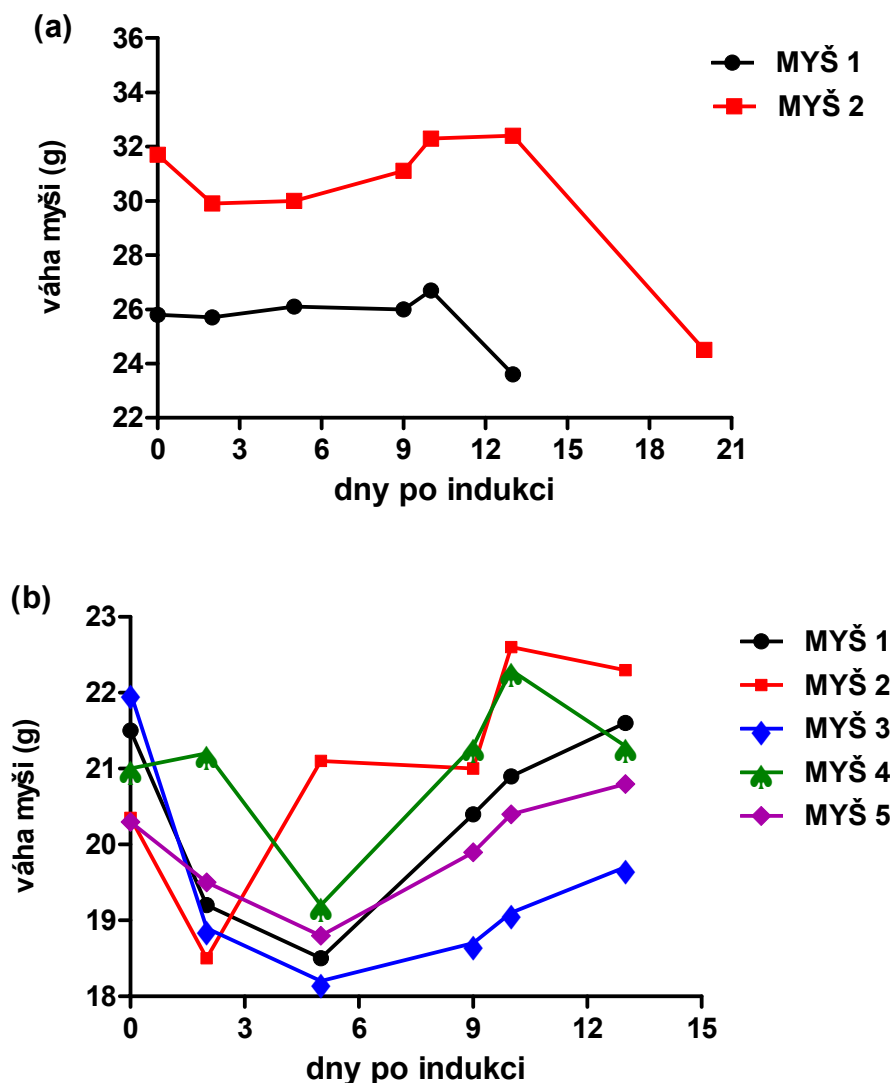 (a)
36
34
32
30
28
26
24
22
váha myši (g)
0 3 6 9 12 15 18 21
dny po indukci
MYŠ 1
MYŠ 2
(b)
23
22
21
20
19
18
váha myši (g)
0 3 6 9 12 15
dny po indukci
MYŠ 1
MYŠ 2
MYŠ 3
MYŠ 4
MYŠ 5